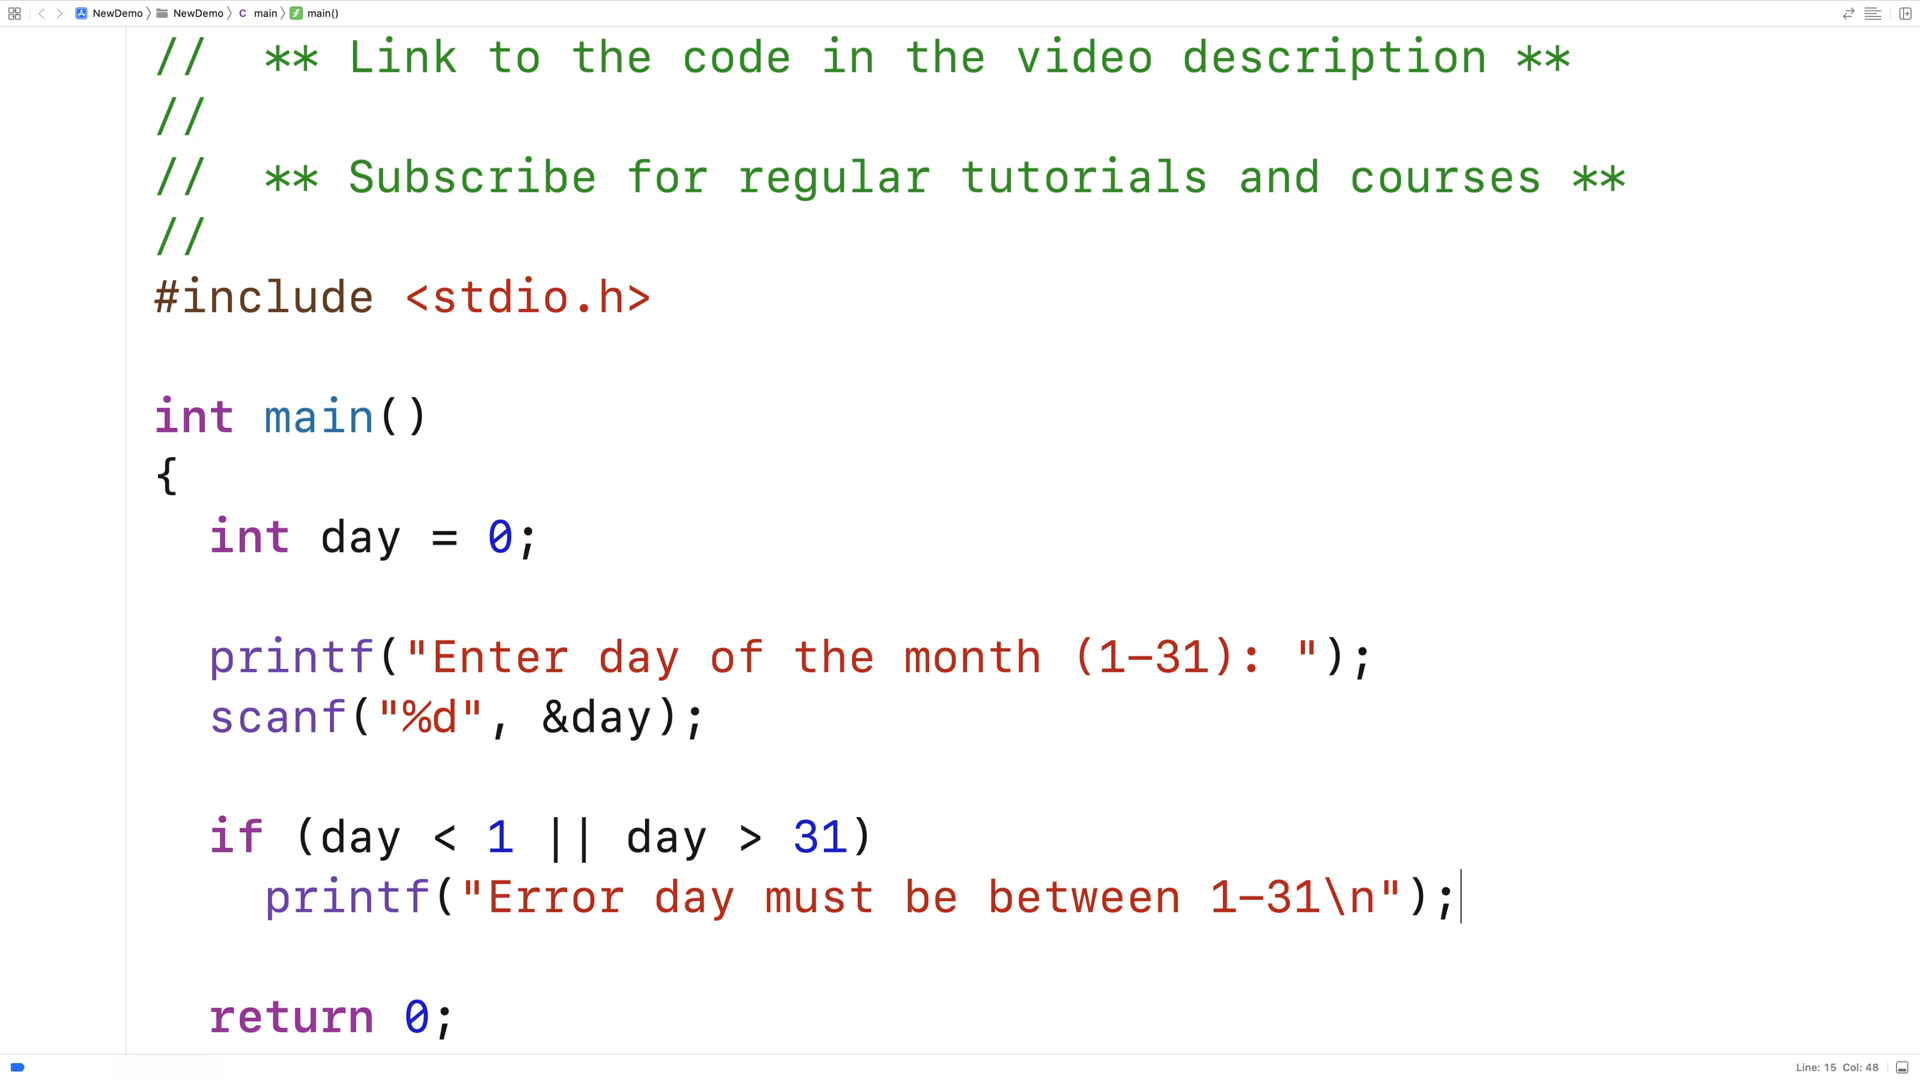 NewDemo 〉 NewDemo 〉 C main 〉 f main()
//  ** Link to the code in the video description **
//
//  ** Subscribe for regular tutorials and courses **
//
#include <stdio.h>
int main()
{
  int day = 0;
  printf("Enter day of the month (1-31): ");
  scanf("%d", &day);
  if (day < 1 || day > 31)
    printf("Error day must be between 1-31\n");
  return 0;
Line: 15 Col: 48